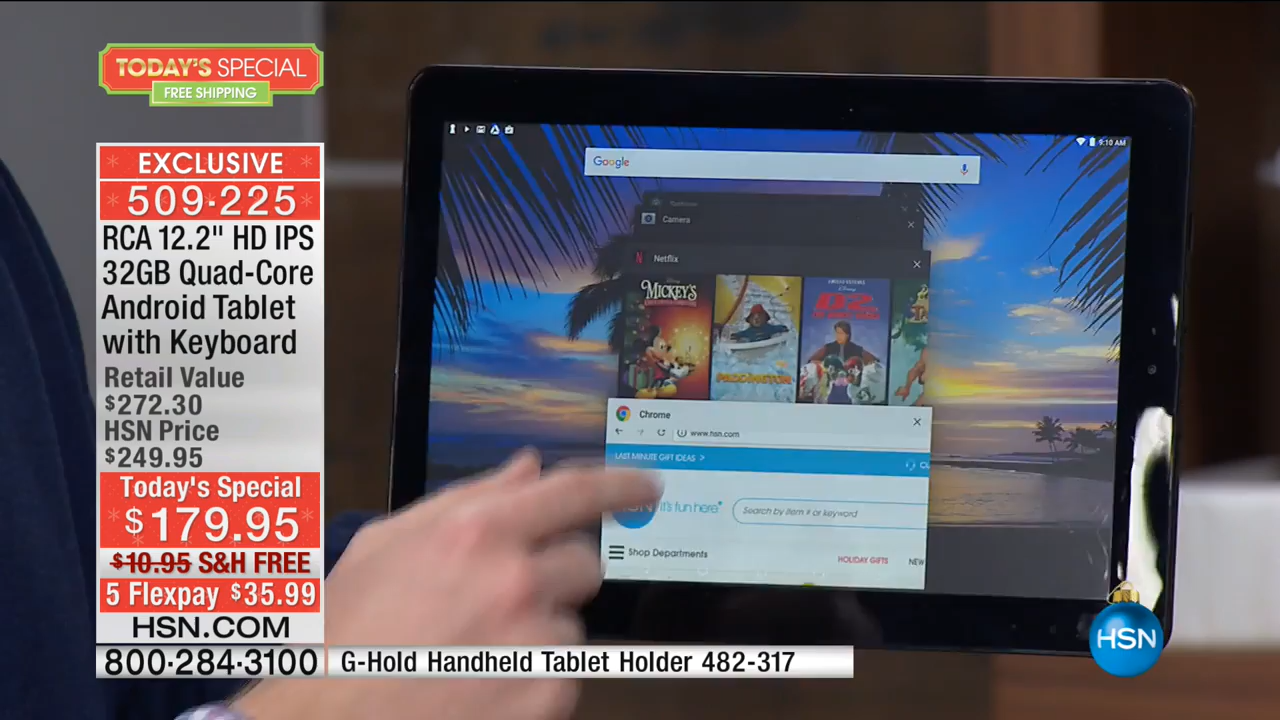 TODAY'S SPECIAL
FREE SHIPPING
EXCLUSIVE
509-225
RCA 12.2" HD IPS
32GB Quad-Core
Android Tablet
with Keyboard
Retail Value
$272.30
HSN Price
$249.95
Today's Special
$179.95
$10.95 S&H FREE
5 Flexpay $35.99
HSN.COM
800-284-3100
G-Hold Handheld Tablet Holder 482-317
9:10 AM
Google
Camera
Netflix
MICKEY'S
PADDINGTON
D2
Chrome
www.hsn.com
LAST MINUTE GIFT IDEAS >
HSN it's fun here
Search by item # or keyword
Shop Departments
HOLIDAY GIFTS
NEW
HSN